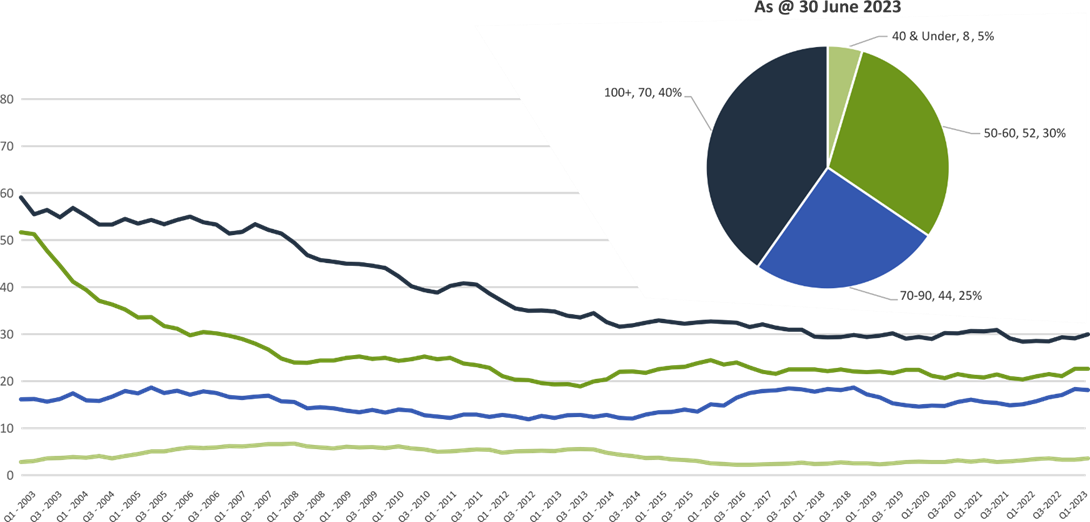 As @ 30 June 2023
40 & Under, 8 , 5%
100+, 70, 40%
50-60, 52, 30%
70-90, 44, 25%
80
70
60
50
40
30
20
10
0
Q1 - 2003
Q3 - 2003
Q1 - 2004
Q3 - 2004
Q1 - 2005
Q3 - 2005
Q1 - 2006
Q3 - 2006
Q1 - 2007
Q3 - 2007
Q1 - 2008
Q3 - 2008
Q1 - 2009
Q3 - 2009
Q1 - 2010
Q3 - 2010
Q1 - 2011
Q3 - 2011
Q1 - 2012
Q3 - 2012
Q1 - 2013
Q3 - 2013
Q1 - 2014
Q3 - 2014
Q1 - 2015
Q3 - 2015
Q1 - 2016
Q3 - 2016
Q1 - 2017
Q3 - 2017
Q1 - 2018
Q3 - 2018
Q1 - 2019
Q3 - 2019
Q1 - 2020
Q3 - 2020
Q1 - 2021
Q3 - 2021
Q1 - 2022
Q3 - 2022
Q1-2023